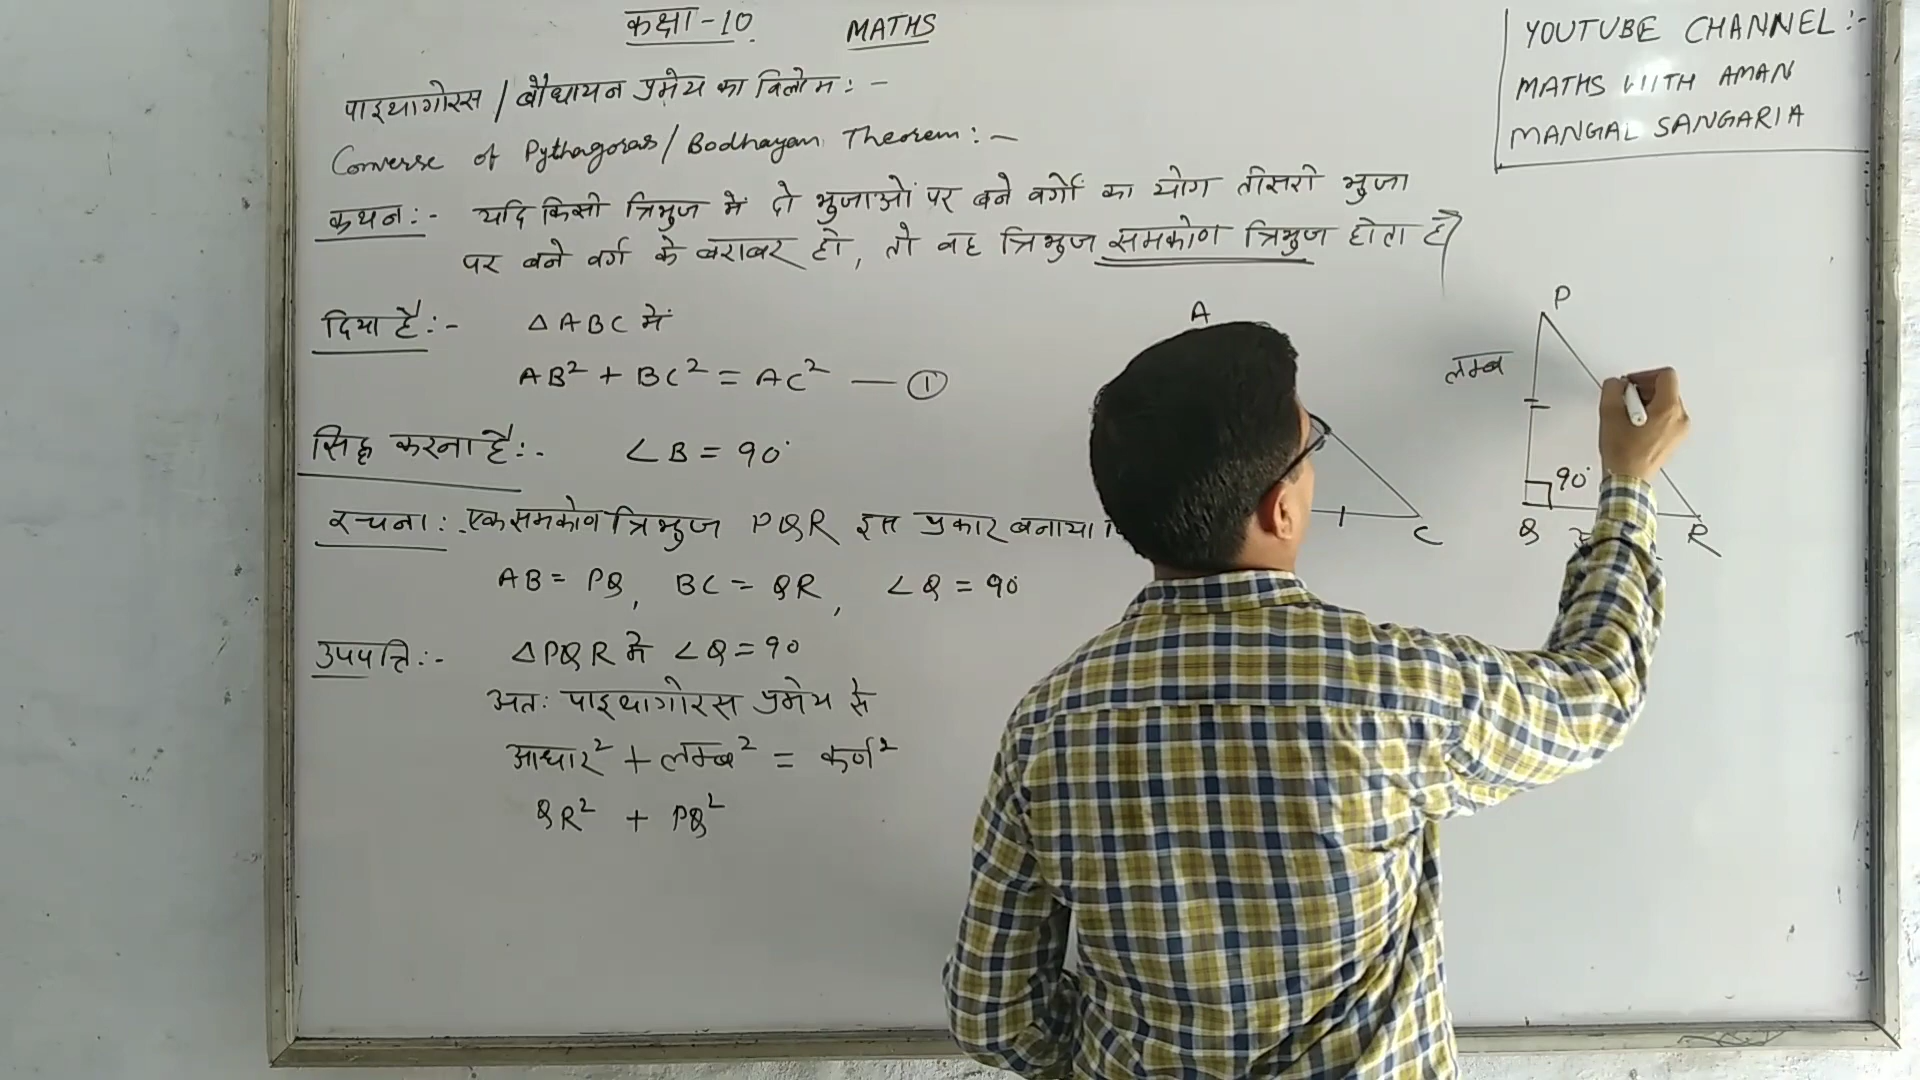 कक्षा-10 MATHS
YOUTUBE CHANNEL:-
MATHS WITH AMAN
MANGAL SANGARIA
पाइथागोरस / बौधायन प्रमेय का विलोम :-
Converse of Pythagoras / Bodhayan Theorem :-
कथन:- यदि किसी त्रिभुज में दो भुजाओं पर बने वर्गों का योग तीसरी भुजा
पर बने वर्ग के बराबर हो, तो वह त्रिभुज समकोण त्रिभुज होता है
दिया है:- △ABC में
AB² + BC² = AC² — ①
सिद्ध करना है:- ∠B = 90°
रचना:- एक समकोण त्रिभुज PQR इस प्रकार बनाया
AB = PQ, BC = QR, ∠Q = 90°
उपपत्ति:- △PQR में ∠Q = 90
अतः पाइथागोरस प्रमेय से
आधार² + लम्ब² = कर्ण²
QR² + PQ²
A
C
P
लम्ब
90°
Q
R